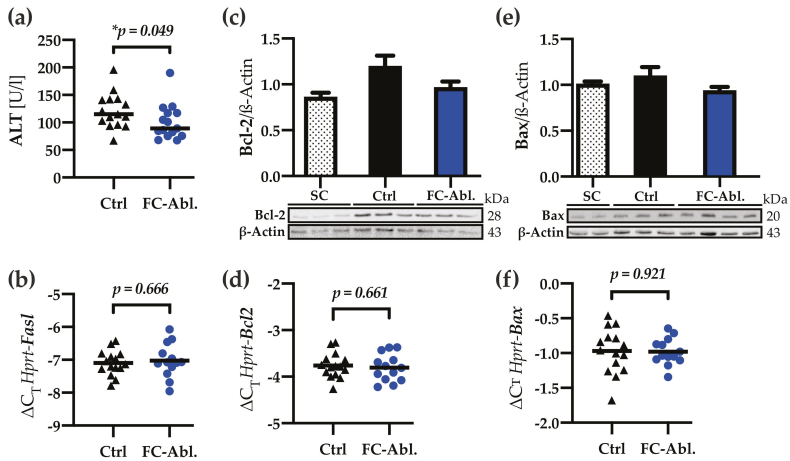 (a)
*p = 0.049
ALT [U/l]
250
200
150
100
50
0
Ctrl FC-Abl.
(c)
Bcl-2/ß-Actin
1.5
1.0
0.5
0.0
SC Ctrl FC-Abl. kDa
Bcl-2 28
β-Actin 43
(e)
Bax/ß-Actin
1.5
1.0
0.5
0.0
SC Ctrl FC-Abl. kDa
Bax 20
β-Actin 43
(b)
p = 0.666
ΔCT Hprt-Fasl
-5
-6
-7
-8
-9
Ctrl FC-Abl.
(d)
p = 0.661
ΔCT Hprt-Bcl2
-2
-3
-4
-5
Ctrl FC-Abl.
(f)
p = 0.921
ΔCT Hprt-Bax
0.0
-0.5
-1.0
-1.5
-2.0
Ctrl FC-Abl.